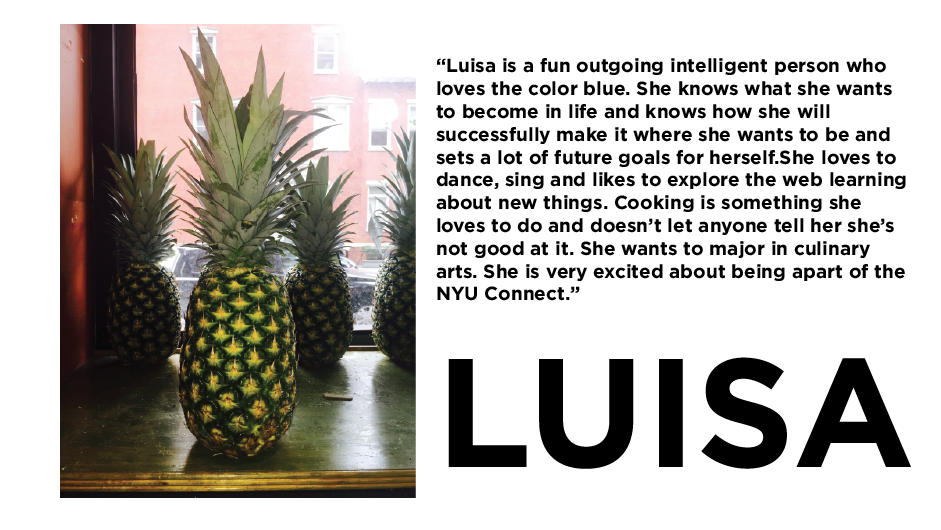 “Luisa is a fun outgoing intelligent person who
loves the color blue. She knows what she wants
to become in life and knows how she will
successfully make it where she wants to be and
sets a lot of future goals for herself.She loves to
dance, sing and likes to explore the web learning
about new things. Cooking is something she
loves to do and doesn’t let anyone tell her she’s
not good at it. She wants to major in culinary
arts. She is very excited about being apart of the
NYU Connect.”
LUISA